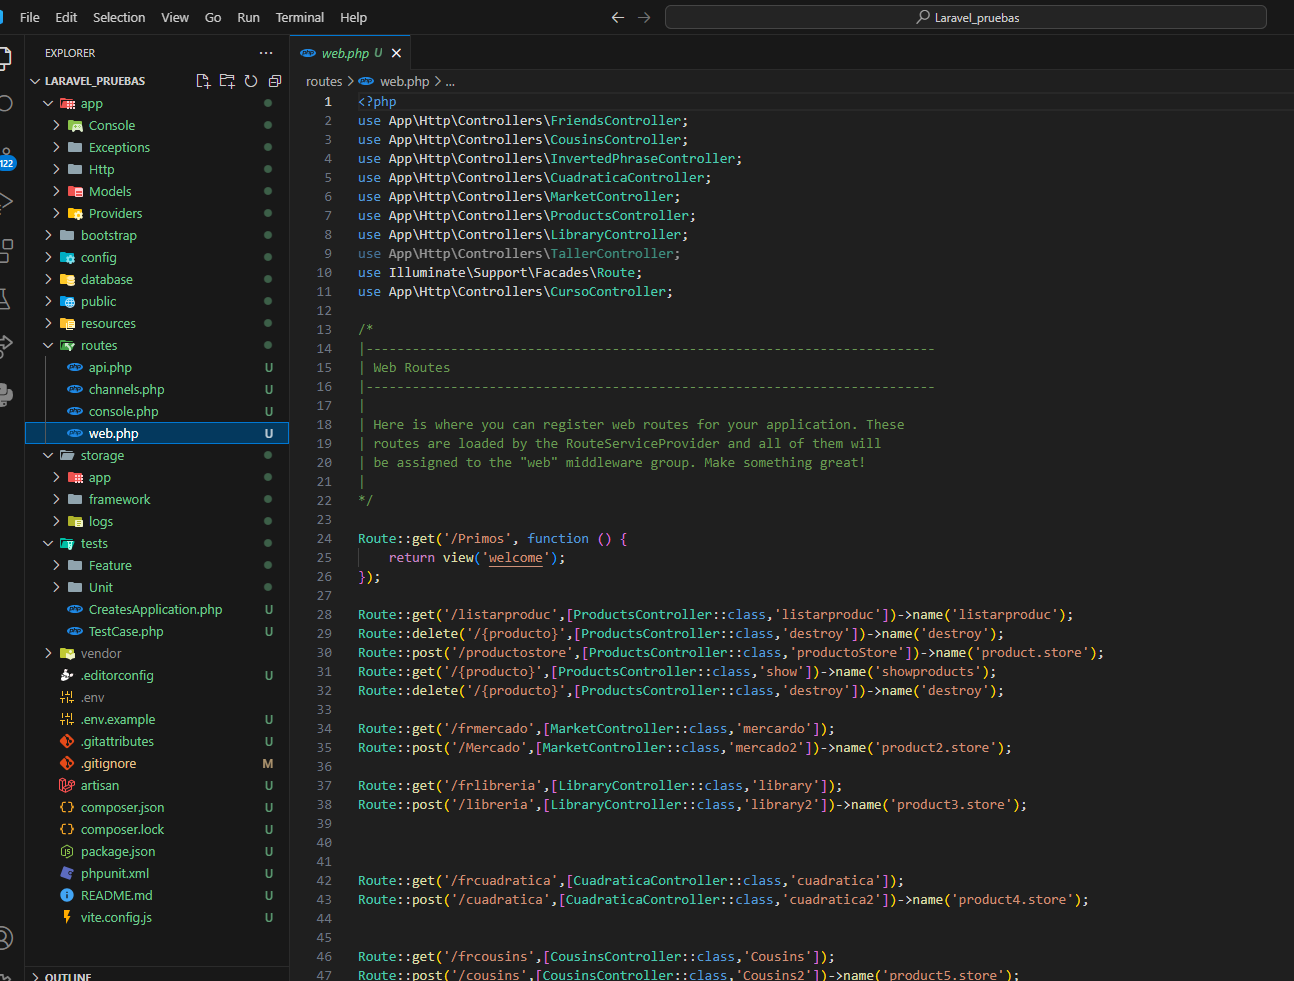 File Edit Selection View Go Run Terminal Help
Laravel_pruebas
EXPLORER
LARAVEL_PRUEBAS
app
Console
Exceptions
Http
Models
Providers
bootstrap
config
database
public
resources
routes
api.php U
channels.php U
console.php U
web.php U
storage
app
framework
logs
tests
Feature
Unit
CreatesApplication.php U
TestCase.php U
vendor
.editorconfig U
.env
.env.example U
.gitattributes U
.gitignore M
artisan U
composer.json U
composer.lock U
package.json U
phpunit.xml U
README.md U
vite.config.js U
OUTLINE
122
web.php U
routes > web.php > ...
1 <?php
2 use App\Http\Controllers\FriendsController;
3 use App\Http\Controllers\CousinsController;
4 use App\Http\Controllers\InvertedPhraseController;
5 use App\Http\Controllers\CuadraticaController;
6 use App\Http\Controllers\MarketController;
7 use App\Http\Controllers\ProductsController;
8 use App\Http\Controllers\LibraryController;
9 use App\Http\Controllers\TallerController;
10 use Illuminate\Support\Facades\Route;
11 use App\Http\Controllers\CursoController;
12
13 /*
14 |--------------------------------------------------------------------------
15 | Web Routes
16 |--------------------------------------------------------------------------
17 |
18 | Here is where you can register web routes for your application. These
19 | routes are loaded by the RouteServiceProvider and all of them will
20 | be assigned to the "web" middleware group. Make something great!
21 |
22 */
23
24 Route::get('/Primos', function () {
25     return view('welcome');
26 });
27
28 Route::get('/listarproduc',[ProductsController::class,'listarproduc'])->name('listarproduc');
29 Route::delete('/{producto}',[ProductsController::class,'destroy'])->name('destroy');
30 Route::post('/productostore',[ProductsController::class,'productoStore'])->name('product.store');
31 Route::get('/{producto}',[ProductsController::class,'show'])->name('showproducts');
32 Route::delete('/{producto}',[ProductsController::class,'destroy'])->name('destroy');
33
34 Route::get('/frmercado',[MarketController::class,'mercardo']);
35 Route::post('/Mercado',[MarketController::class,'mercado2'])->name('product2.store');
36
37 Route::get('/frlibreria',[LibraryController::class,'library']);
38 Route::post('/libreria',[LibraryController::class,'library2'])->name('product3.store');
39
40
41
42 Route::get('/frcuadratica',[CuadraticaController::class,'cuadratica']);
43 Route::post('/cuadratica',[CuadraticaController::class,'cuadratica2'])->name('product4.store');
44
45
46 Route::get('/frcousins',[CousinsController::class,'Cousins']);
47 Route::post('/cousins',[CousinsController::class,'Cousins2'])->name('product5.store');